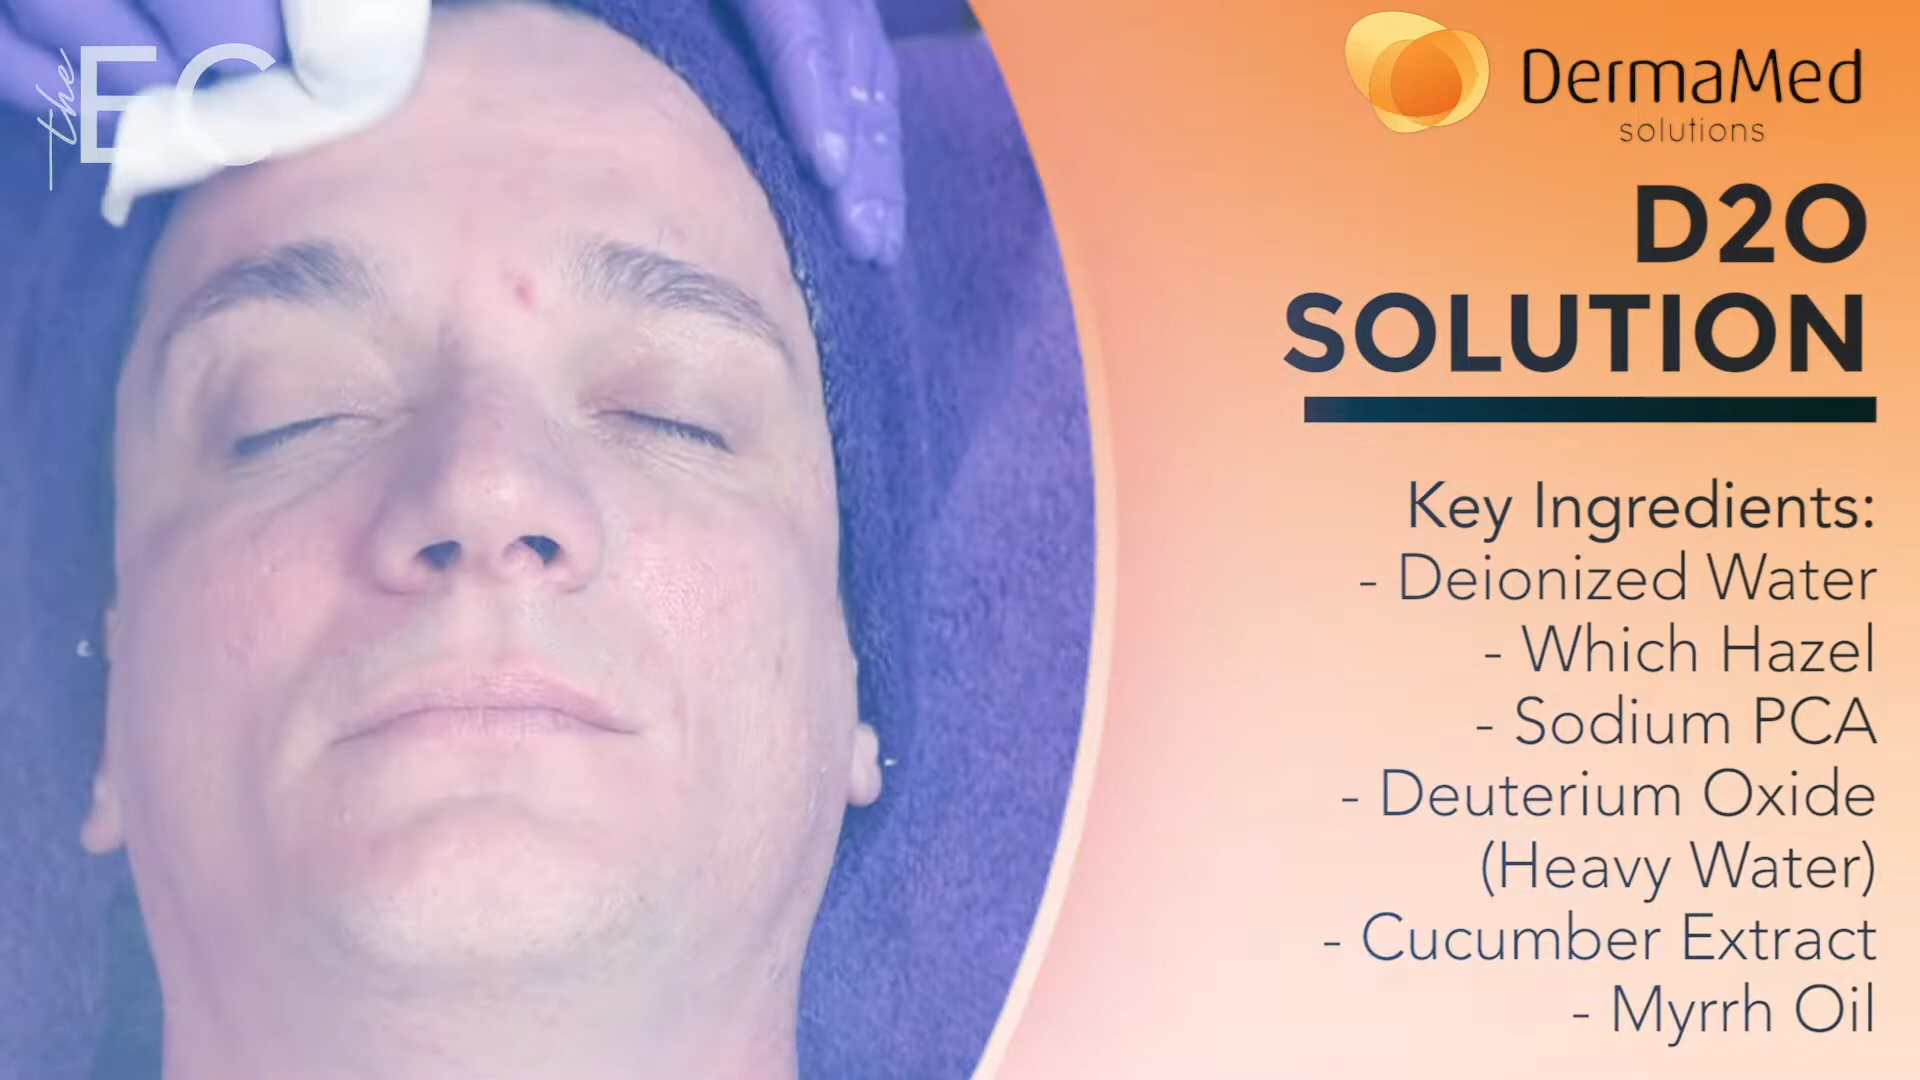 the EC
DermaMed
solutions
D2O
SOLUTION
Key Ingredients:
- Deionized Water
- Which Hazel
- Sodium PCA
- Deuterium Oxide
(Heavy Water)
- Cucumber Extract
- Myrrh Oil